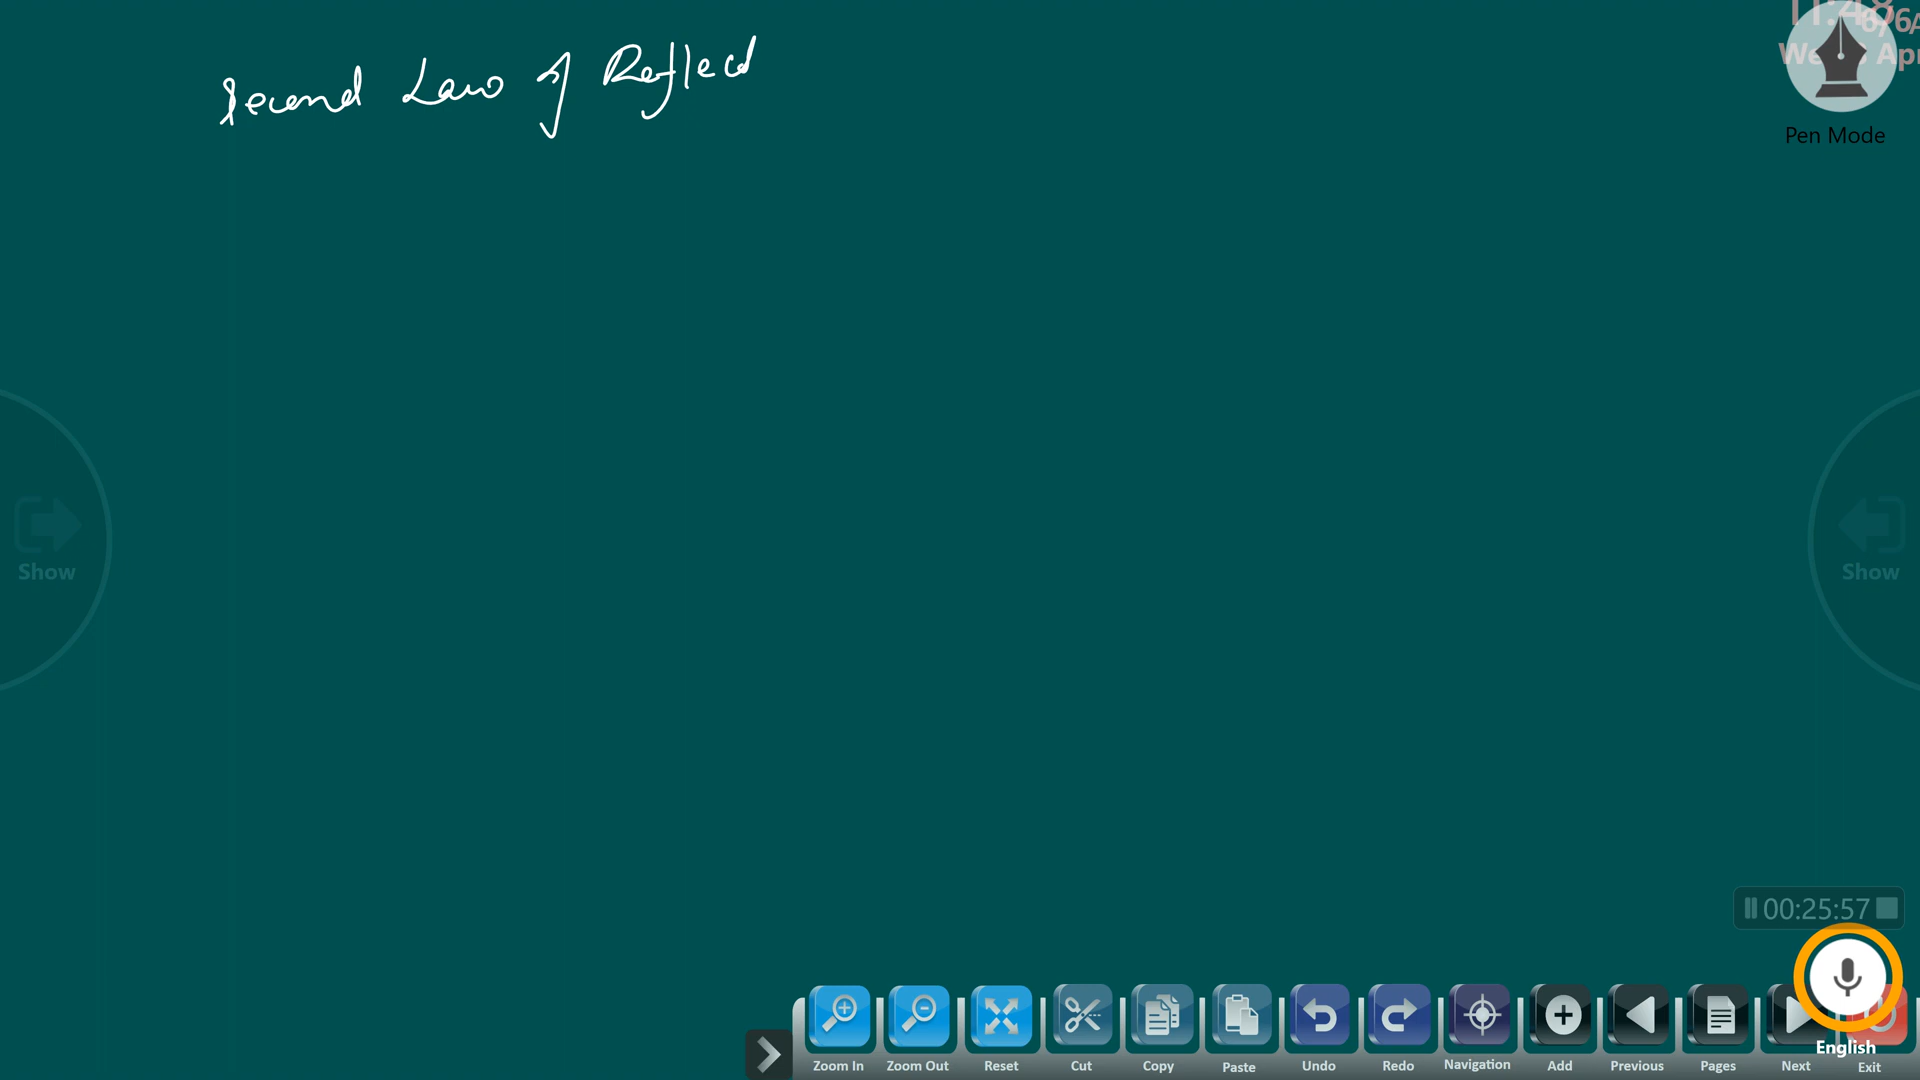 Second Law of Reflect
Pen Mode
Show
Show
00:25:57
English
Zoom In Zoom Out Reset Cut Copy Paste Undo Redo Navigation Add Previous Pages Next Exit